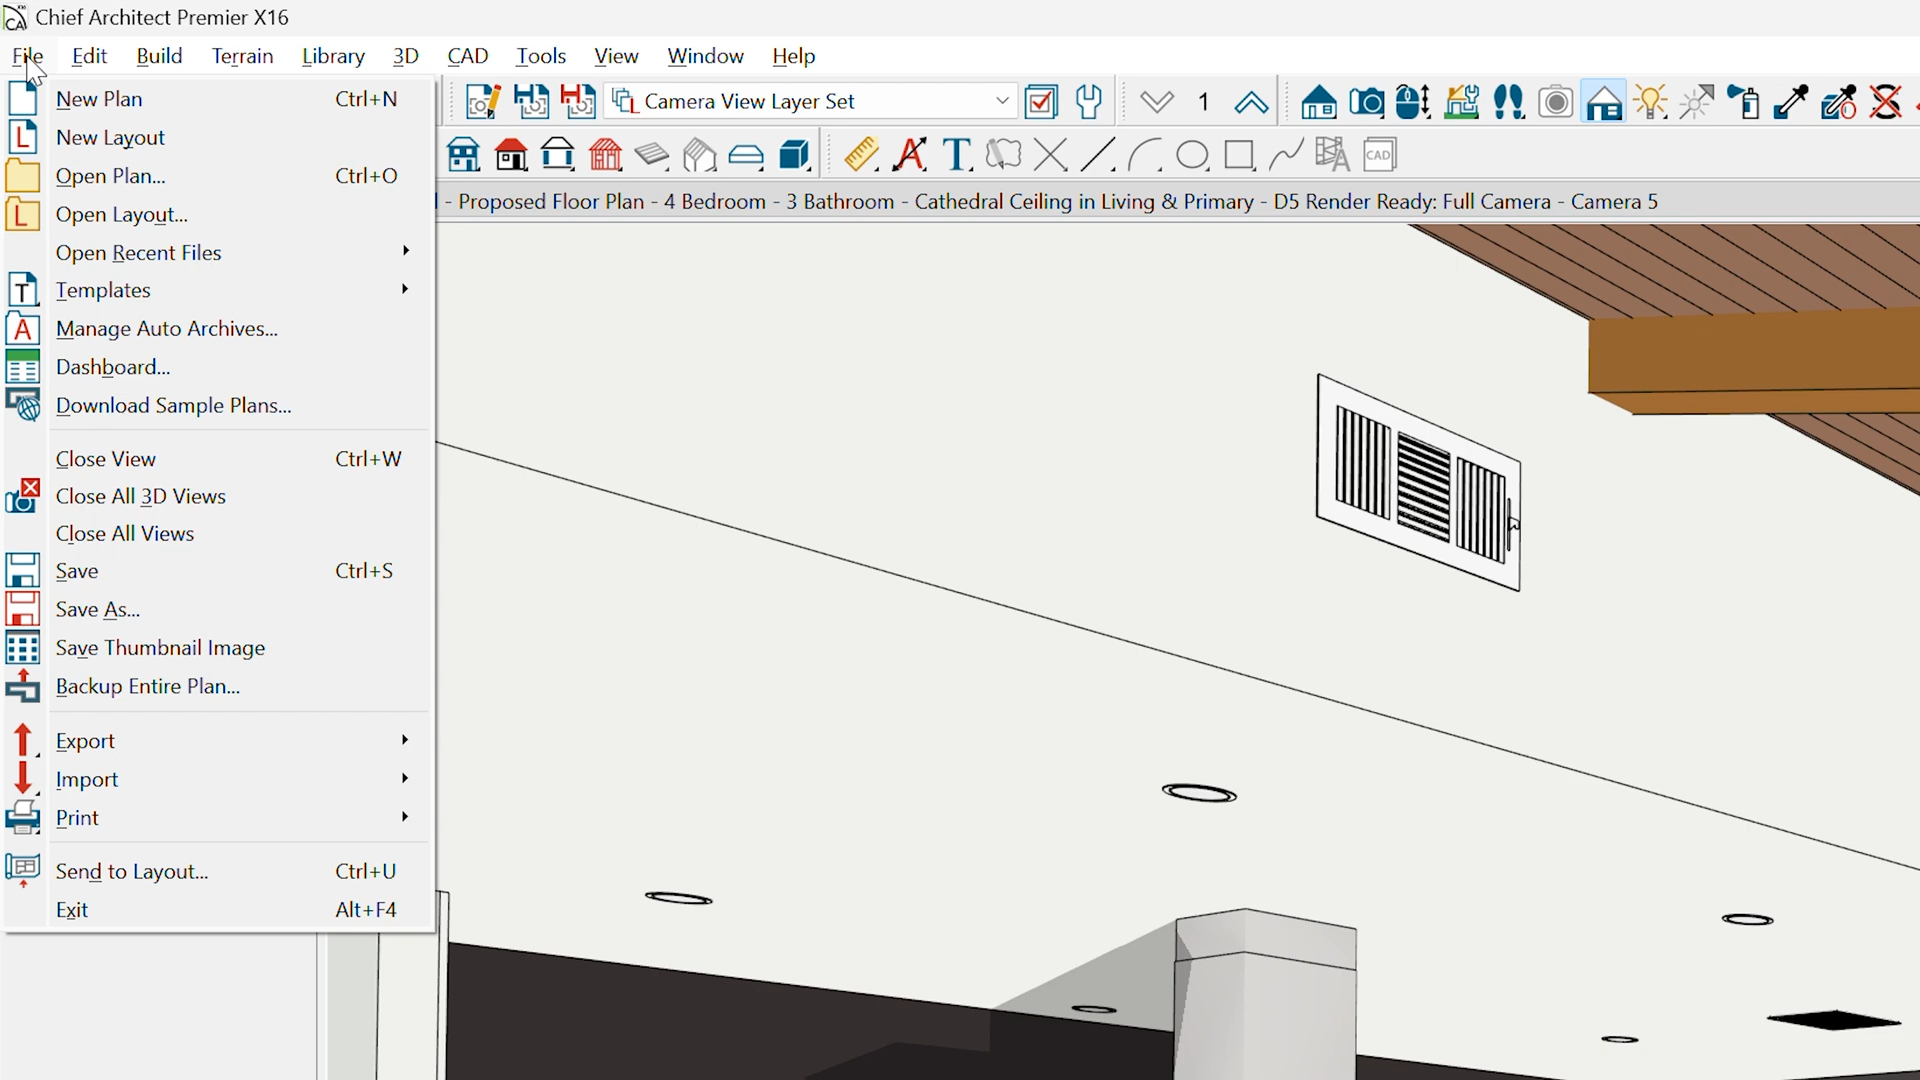 Chief Architect Premier X16
File Edit Build Terrain Library 3D CAD Tools View Window Help
New Plan Ctrl+N
Camera View Layer Set 1
L New Layout
T CAD
Open Plan... Ctrl+O
- Proposed Floor Plan - 4 Bedroom - 3 Bathroom - Cathedral Ceiling in Living & Primary - D5 Render Ready: Full Camera - Camera 5
L Open Layout...
Open Recent Files
T Templates
A Manage Auto Archives...
Dashboard...
Download Sample Plans...
Close View Ctrl+W
Close All 3D Views
Close All Views
Save Ctrl+S
Save As...
Save Thumbnail Image
Backup Entire Plan...
Export
Import
Print
Send to Layout... Ctrl+U
Exit Alt+F4